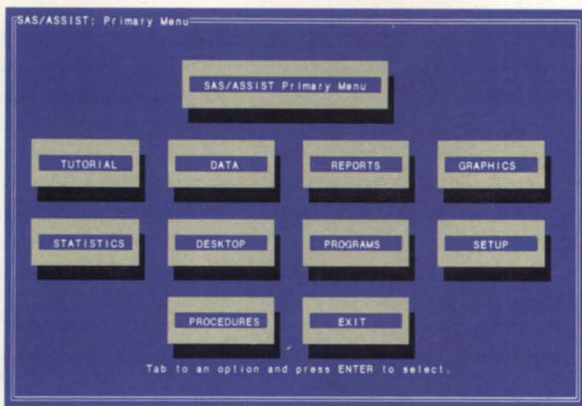 SAS/ASSIST: Primary Menu
SAS/ASSIST Primary Menu
TUTORIAL DATA REPORTS GRAPHICS
STATISTICS DESKTOP PROGRAMS SETUP
PROCEDURES EXIT
Tab to an option and press ENTER to select.